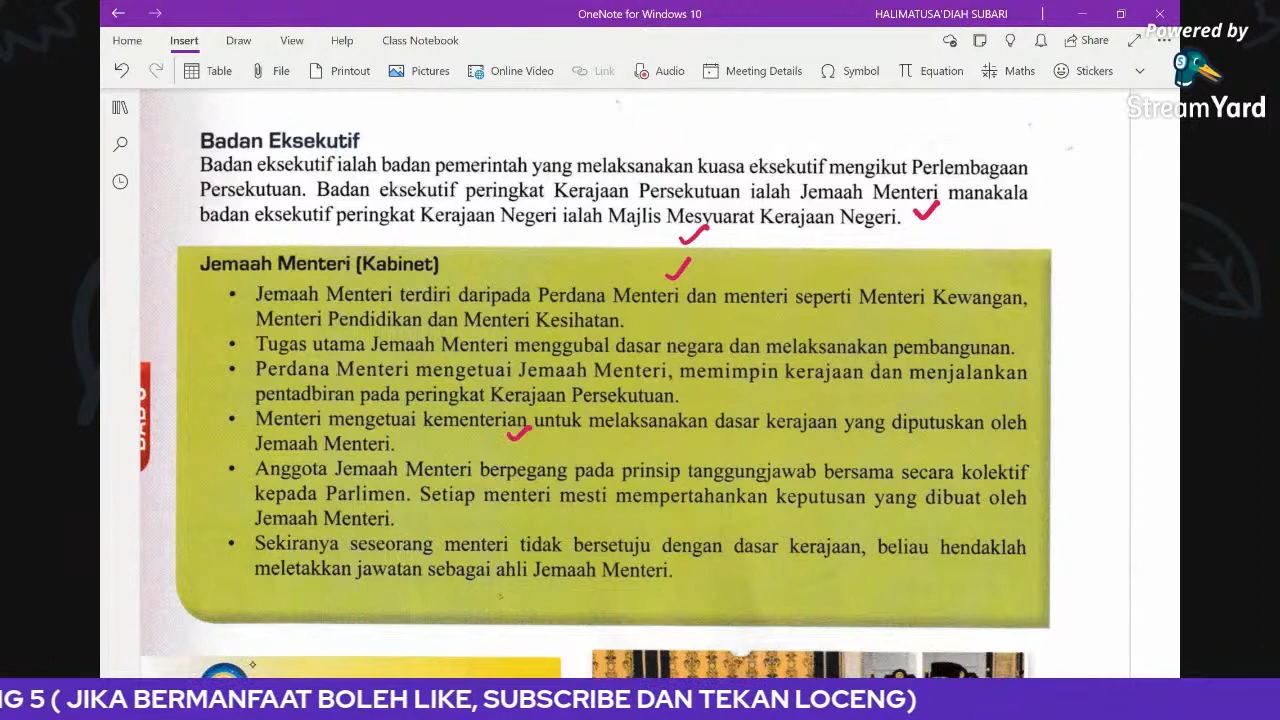 OneNote for Windows 10
HALIMATUSA'DIAH SUBARI
Powered by
StreamYard
Home Insert Draw View Help Class Notebook
Share
Table File Printout Pictures Online Video Link Audio Meeting Details Symbol Equation Maths Stickers
Badan Eksekutif
Badan eksekutif ialah badan pemerintah yang melaksanakan kuasa eksekutif mengikut Perlembagaan
Persekutuan. Badan eksekutif peringkat Kerajaan Persekutuan ialah Jemaah Menteri manakala
badan eksekutif peringkat Kerajaan Negeri ialah Majlis Mesyuarat Kerajaan Negeri.
Jemaah Menteri (Kabinet)
• Jemaah Menteri terdiri daripada Perdana Menteri dan menteri seperti Menteri Kewangan,
Menteri Pendidikan dan Menteri Kesihatan.
• Tugas utama Jemaah Menteri menggubal dasar negara dan melaksanakan pembangunan.
• Perdana Menteri mengetuai Jemaah Menteri, memimpin kerajaan dan menjalankan
pentadbiran pada peringkat Kerajaan Persekutuan.
• Menteri mengetuai kementerian untuk melaksanakan dasar kerajaan yang diputuskan oleh
Jemaah Menteri.
• Anggota Jemaah Menteri berpegang pada prinsip tanggungjawab bersama secara kolektif
kepada Parlimen. Setiap menteri mesti mempertahankan keputusan yang dibuat oleh
Jemaah Menteri.
• Sekiranya seseorang menteri tidak bersetuju dengan dasar kerajaan, beliau hendaklah
meletakkan jawatan sebagai ahli Jemaah Menteri.
NG 5 ( JIKA BERMANFAAT BOLEH LIKE, SUBSCRIBE DAN TEKAN LOCENG)